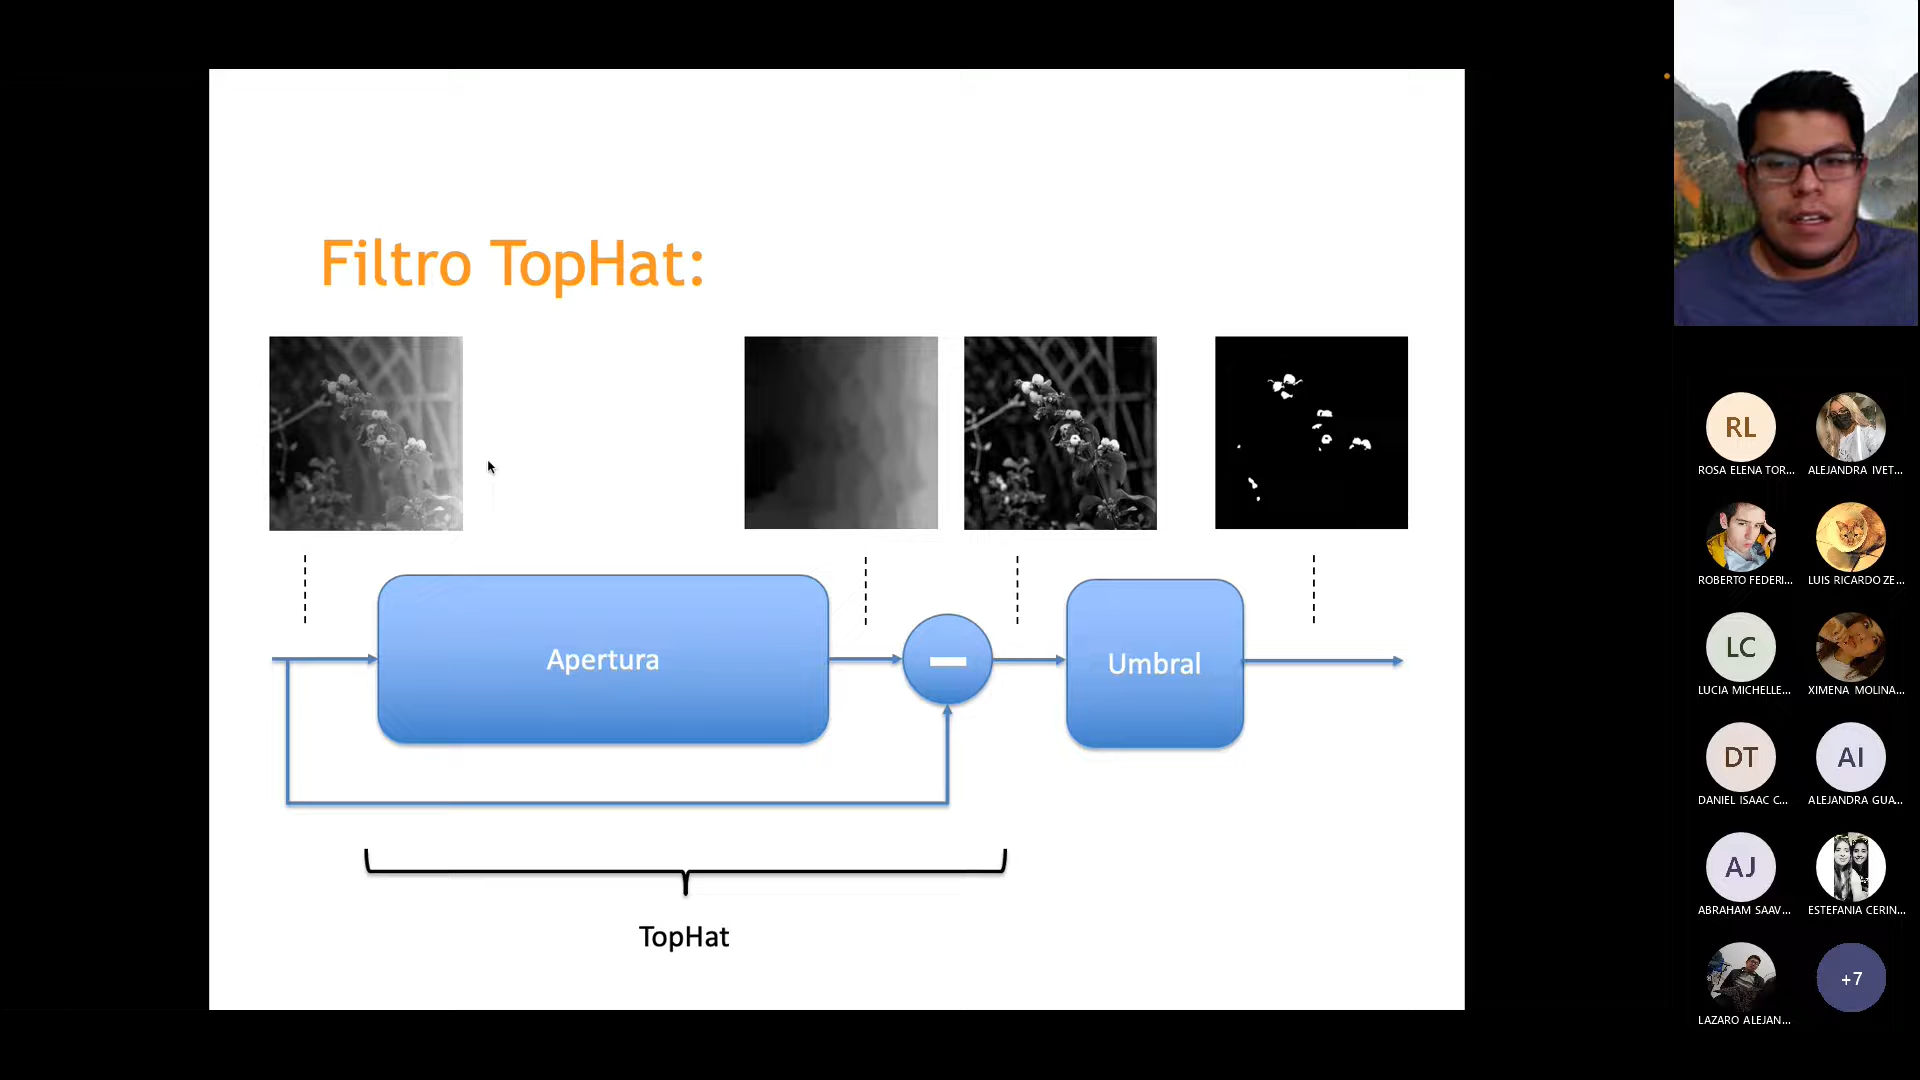 Filtro TopHat:
Apertura
Umbral
TopHat
RL
ROSA ELENA TOR...
ALEJANDRA IVET...
ROBERTO FEDERI...
LUIS RICARDO ZE...
LC
LUCIA MICHELLE...
XIMENA MOLINA...
DT
DANIEL ISAAC C...
AI
ALEJANDRA GUA...
AJ
ABRAHAM SAAV...
ESTEFANIA CERIN...
LAZARO ALEJAN...
+7